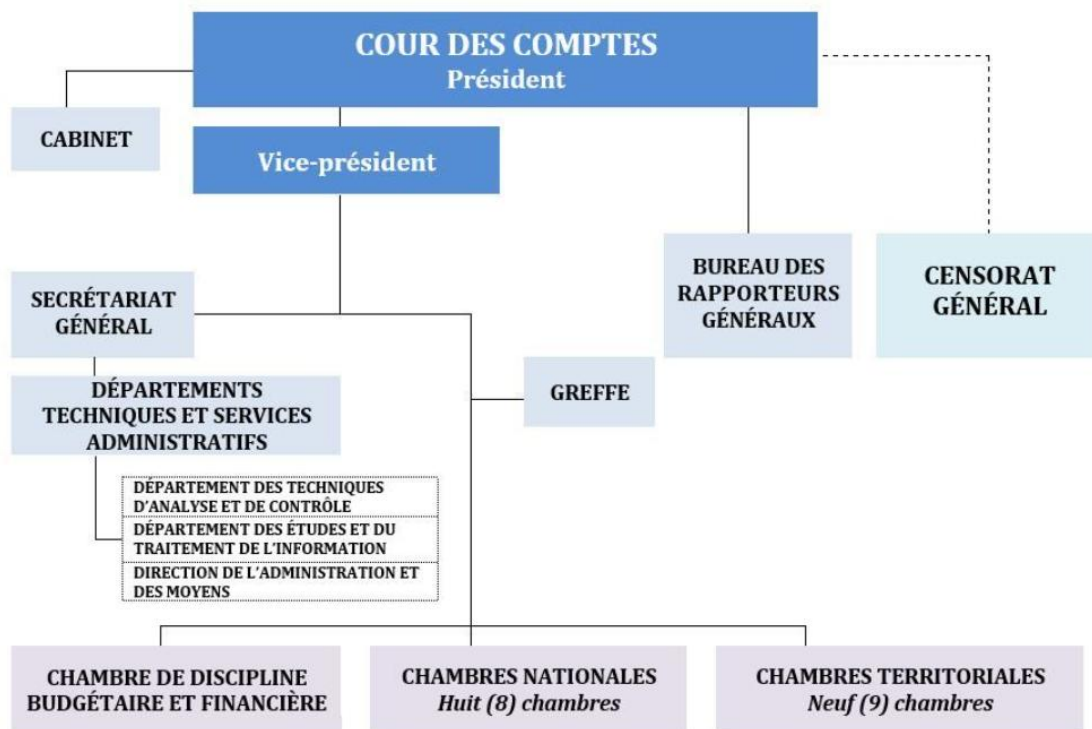 COUR DES COMPTES
Président
CABINET
Vice-président
SECRÉTARIAT
GÉNÉRAL
BUREAU DES
RAPPORTEURS
GÉNÉRAUX
CENSORAT
GÉNÉRAL
DÉPARTEMENTS
TECHNIQUES ET SERVICES
ADMINISTRATIFS
GREFFE
DÉPARTEMENT DES TECHNIQUES
D'ANALYSE ET DE CONTRÔLE
DÉPARTEMENT DES ÉTUDES ET DU
TRAITEMENT DE L'INFORMATION
DIRECTION DE L'ADMINISTRATION ET
DES MOYENS
CHAMBRE DE DISCIPLINE
BUDGÉTAIRE ET FINANCIÈRE
CHAMBRES NATIONALES
Huit (8) chambres
CHAMBRES TERRITORIALES
Neuf (9) chambres